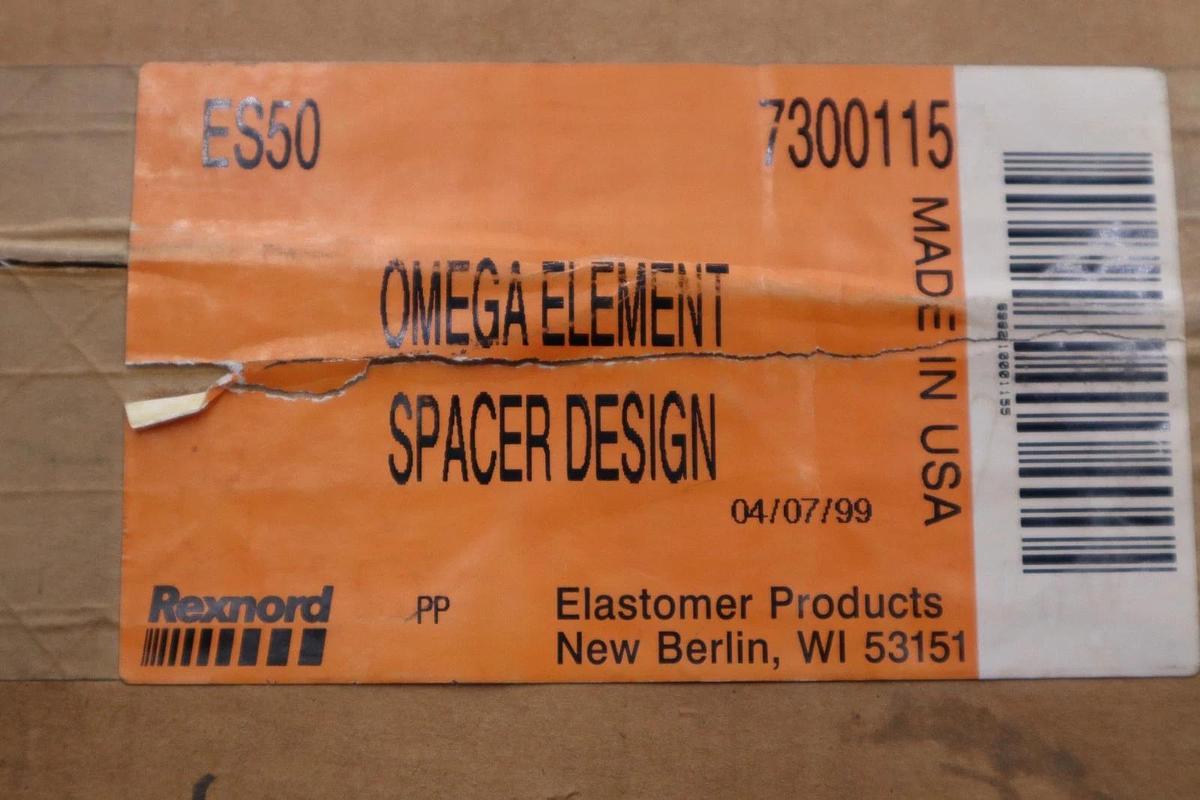 ES50
7300115
MADE IN USA
OMEGA ELEMENT
SPACER DESIGN
04/07/99
Rexnord
PP
Elastomer Products
New Berlin, WI 53151